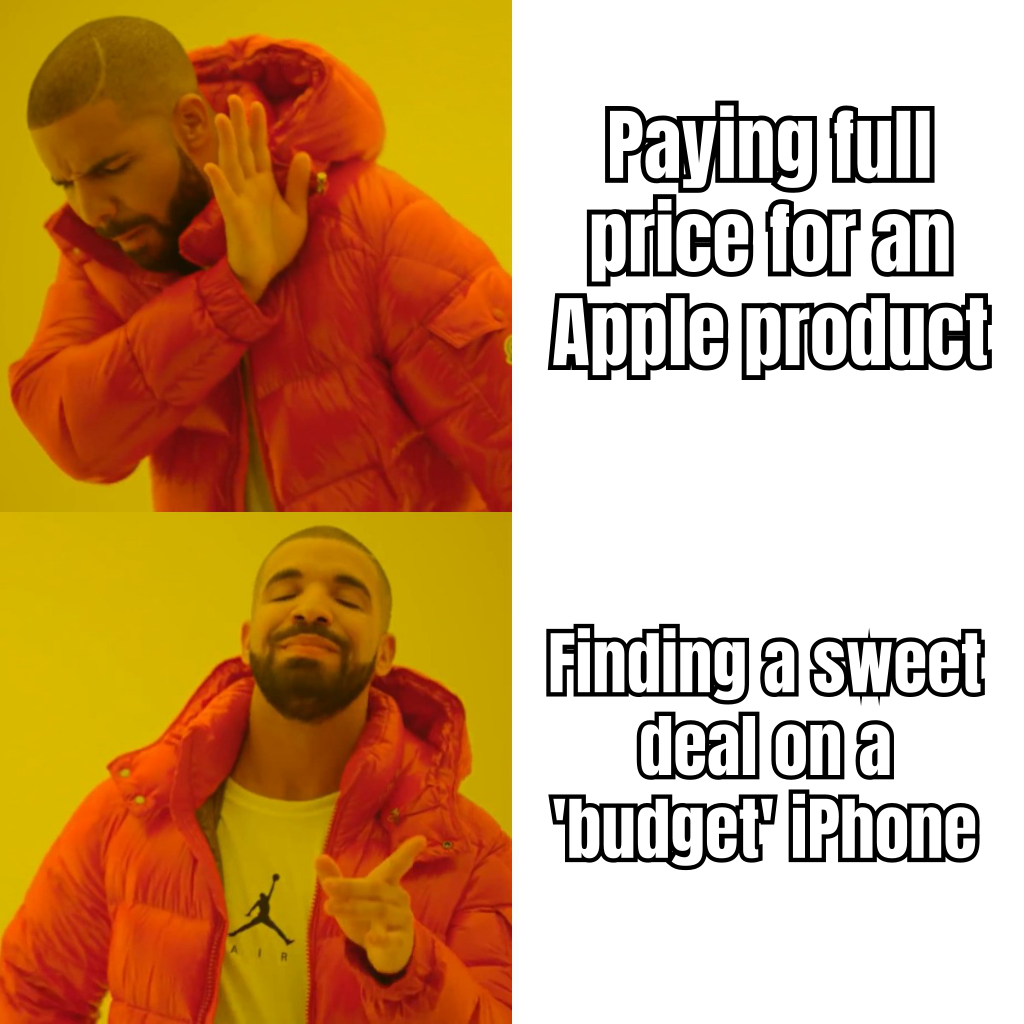 Paying full
price for an
Apple product
Finding a sweet
deal on a
'budget' iPhone
AIR